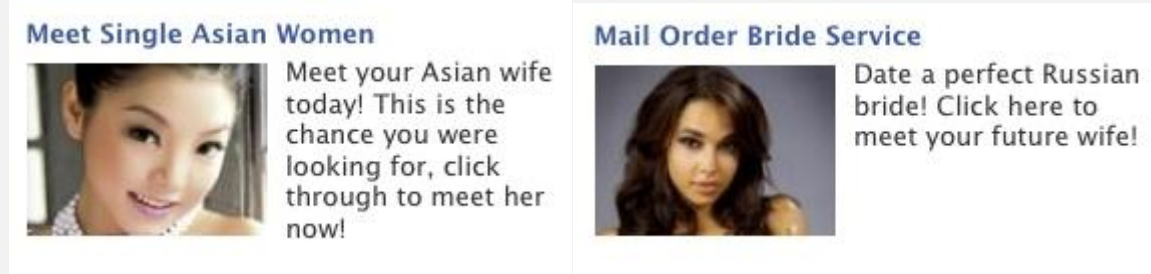 Meet Single Asian Women
Meet your Asian wife
today! This is the
chance you were
looking for, click
through to meet her
now!
Mail Order Bride Service
Date a perfect Russian
bride! Click here to
meet your future wife!